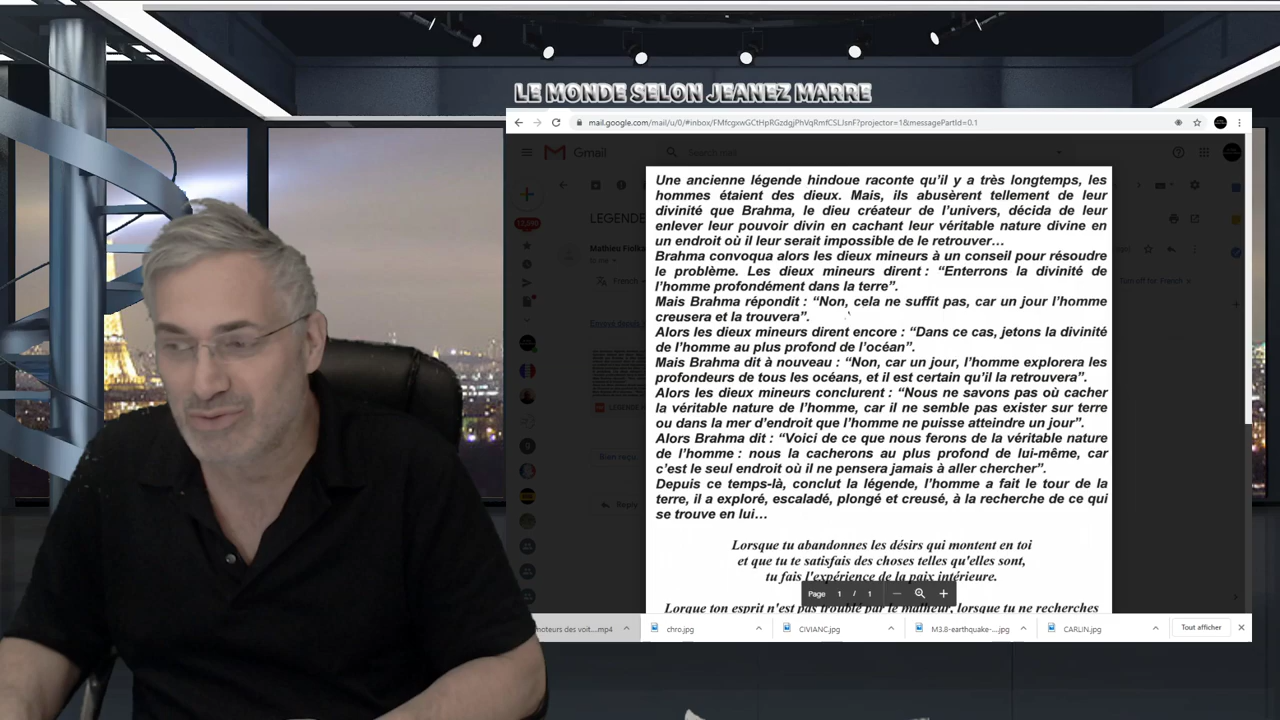 LE MONDE SELON JEANEZ MARRE
mail.google.com/mail/u/0/#inbox/FMfcgxwGCtHpRGzdgjPhVqRmfCSLJsnF?projector=1&messagePartId=0.1
Gmail
Search mail
LEGENDE
Mathieu
French
Turn off for: French
Reply
Une ancienne légende hindoue raconte qu’il y a très longtemps, les
hommes étaient des dieux. Mais, ils abusèrent tellement de leur
divinité que Brahma, le dieu créateur de l’univers, décida de leur
enlever leur pouvoir divin en cachant leur véritable nature divine en
un endroit où il leur serait impossible de le retrouver…
Brahma convoqua alors les dieux mineurs à un conseil pour résoudre
le problème. Les dieux mineurs dirent : “Enterrons la divinité de
l’homme profondément dans la terre”.
Mais Brahma répondit : “Non, cela ne suffit pas, car un jour l’homme
creusera et la trouvera”.
Alors les dieux mineurs dirent encore : “Dans ce cas, jetons la divinité
de l’homme au plus profond de l’océan”.
Mais Brahma dit à nouveau : “Non, car un jour, l’homme explorera les
profondeurs de tous les océans, et il est certain qu’il la retrouvera”.
Alors les dieux mineurs conclurent : “Nous ne savons pas où cacher
la véritable nature de l’homme, car il ne semble pas exister sur terre
ou dans la mer d’endroit que l’homme ne puisse atteindre un jour”.
Alors Brahma dit : “Voici de ce que nous ferons de la véritable nature
de l’homme : nous la cacherons au plus profond de lui-même, car
c’est le seul endroit où il ne pensera jamais à aller chercher”.
Depuis ce temps-là, conclut la légende, l’homme a fait le tour de la
terre, il a exploré, escaladé, plongé et creusé, à la recherche de ce qui
se trouve en lui…
Lorsque tu abandonnes les désirs qui montent en toi
et que tu te satisfais des choses telles qu'elles sont,
tu fais l'expérience de la paix intérieure.
Page 1 / 1
Lorque ton esprit n'est pas troublé par le malheur, lorsque tu ne recherches
moteurs des voit....mp4
chro.jpg
CIVIANC.jpg
M3.8-earthquake-....jpg
CARLIN.jpg
Tout afficher